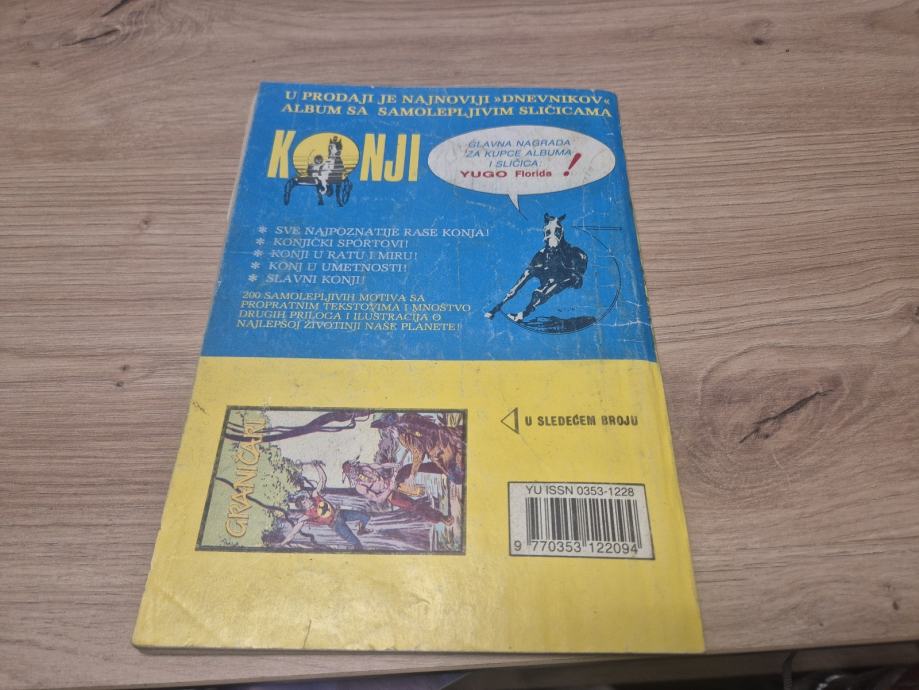 U PRODAJI JE NAJNOVIJI »DNEVNIKOV«
ALBUM SA SAMOLEPLJIVIM SLIČICAMA
KONJI
GLAVNA NAGRADA
ZA KUPCE ALBUMA
I SLIČICA:
YUGO Florida !
* SVE NAJPOZNATIJE RASE KONJA!
* KONJIČKI SPORTOVI!
* KONJI U RATU I MIRU!
* KONJ U UMETNOSTI!
* SLAVNI KONJI!
200 SAMOLEPLJIVIH MOTIVA SA
PROPRATNIM TEKSTOVIMA I MNOŠTVO
DRUGIH PRILOGA I ILUSTRACIJA O
NAJLEPŠOJ ŽIVOTINJI NAŠE PLANETE!
GRANIČARI
U SLEDEĆEM BROJU
YU ISSN 0353-1228
9 770353 122094